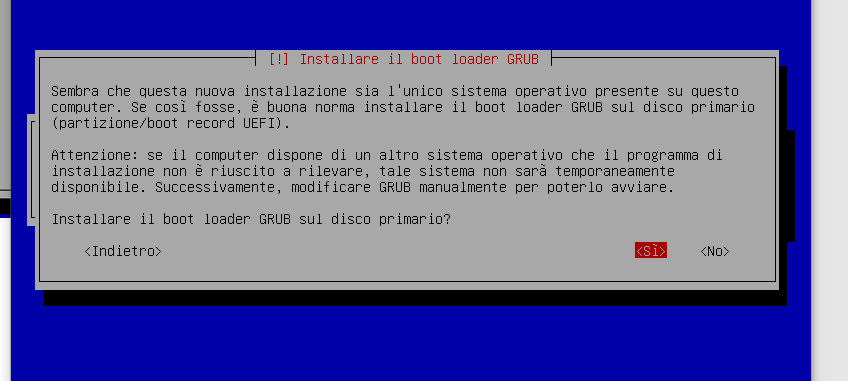 [!] Installare il boot loader GRUB
Sembra che questa nuova installazione sia l'unico sistema operativo presente su questo
computer. Se così fosse, è buona norma installare il boot loader GRUB sul disco primario
(partizione/boot record UEFI).
Attenzione: se il computer dispone di un altro sistema operativo che il programma di
installazione non è riuscito a rilevare, tale sistema non sarà temporaneamente
disponibile. Successivamente, modificare GRUB manualmente per poterlo avviare.
Installare il boot loader GRUB sul disco primario?
<Indietro> <Sì> <No>